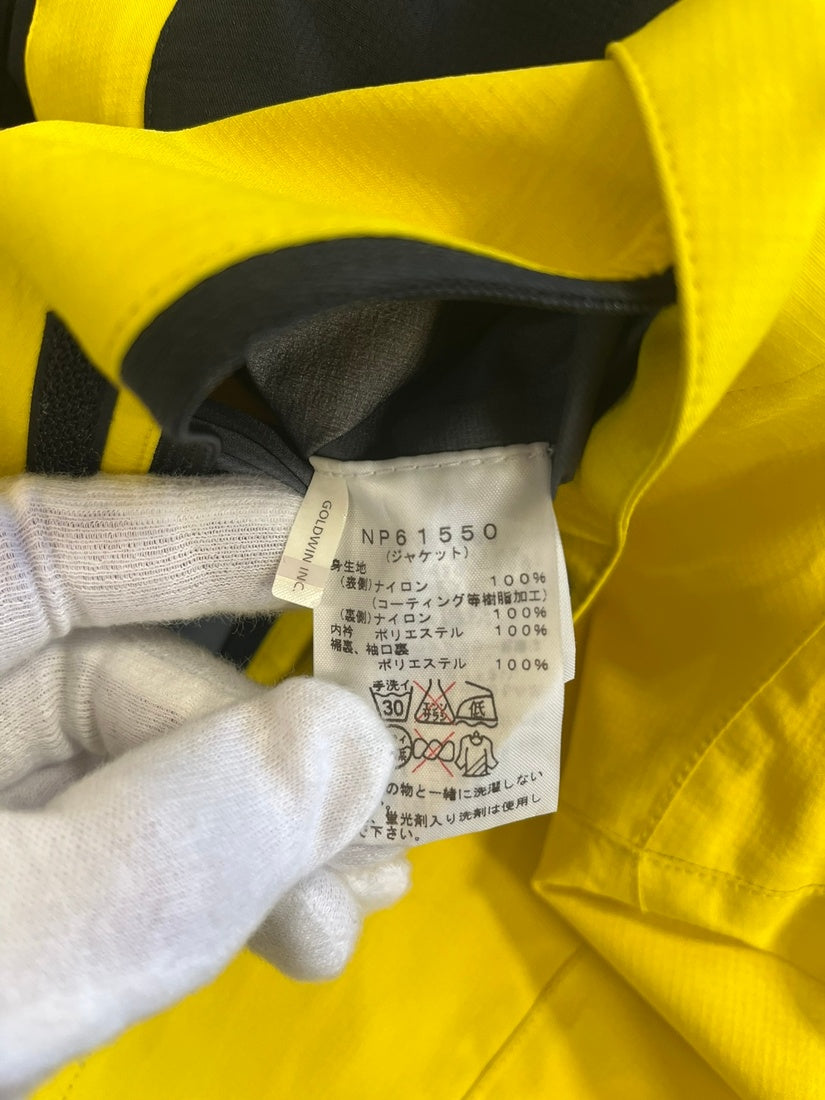 GOLDWIN INC
NP61550
(ジャケット)
身生地
(表側)ナイロン 100%
(コーティング等樹脂加工)
(裏側)ナイロン 100%
内衿 ポリエステル 100%
裾裏、袖口裏
ポリエステル 100%
手洗イ
30 低
の物と一緒に洗濯しない
蛍光剤入り洗剤は使用し
下さい。